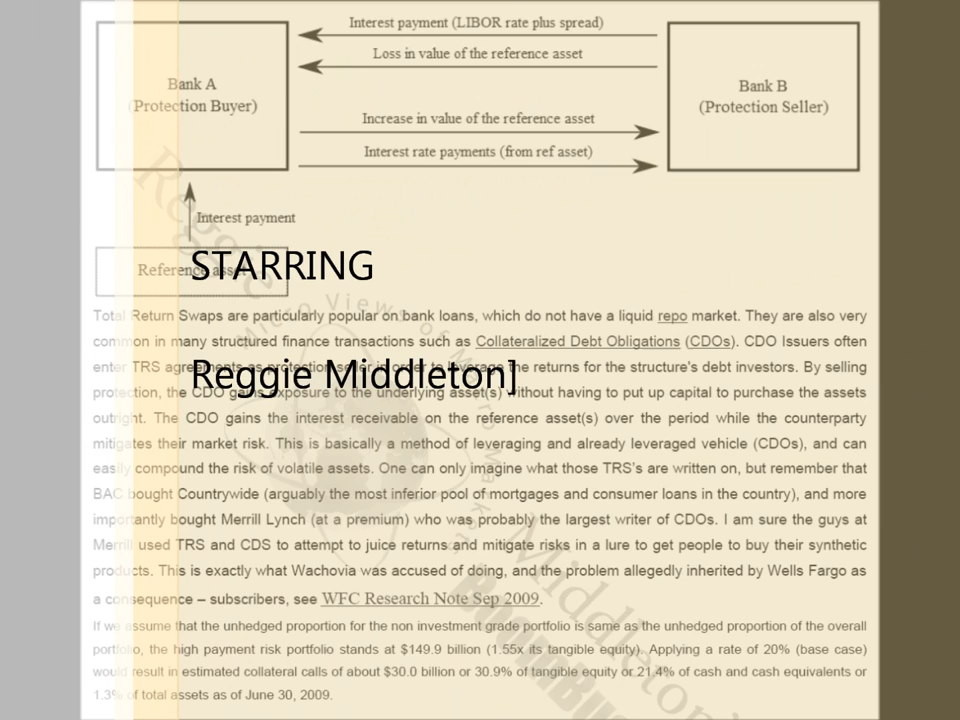 Interest payment (LIBOR rate plus spread)
Loss in value of the reference asset
Bank A
(Protection Buyer)
Bank B
(Protection Seller)
Increase in value of the reference asset
Interest rate payments (from ref asset)
Interest payment
Reference asset
STARRING
Total Return Swaps are particularly popular on bank loans, which do not have a liquid repo market. They are also very
common in many structured finance transactions such as Collateralized Debt Obligations (CDOs). CDO Issuers often
enter TRS agreements as protection seller in order to leverage the returns for the structure's debt investors. By selling
Reggie Middleton]
protection, the CDO gains exposure to the underlying asset(s) without having to put up capital to purchase the assets
outright. The CDO gains the interest receivable on the reference asset(s) over the period while the counterparty
mitigates their market risk. This is basically a method of leveraging and already leveraged vehicle (CDOs), and can
easily compound the risk of volatile assets. One can only imagine what those TRS's are written on, but remember that
BAC bought Countrywide (arguably the most inferior pool of mortgages and consumer loans in the country), and more
importantly bought Merrill Lynch (at a premium) who was probably the largest writer of CDOs. I am sure the guys at
Merrill used TRS and CDS to attempt to juice returns and mitigate risks in a lure to get people to buy their synthetic
products. This is exactly what Wachovia was accused of doing, and the problem allegedly inherited by Wells Fargo as
a consequence – subscribers, see WFC Research Note Sep 2009.
If we assume that the unhedged proportion for the non investment grade portfolio is same as the unhedged proportion of the overall
portfolio, the high payment risk portfolio stands at $149.9 billion (1.55x its tangible equity). Applying a rate of 20% (base case)
would result in estimated collateral calls of about $30.0 billion or 30.9% of tangible equity or 21.4% of cash and cash equivalents or
1.3% of total assets as of June 30, 2009.
Reggie
Middleton